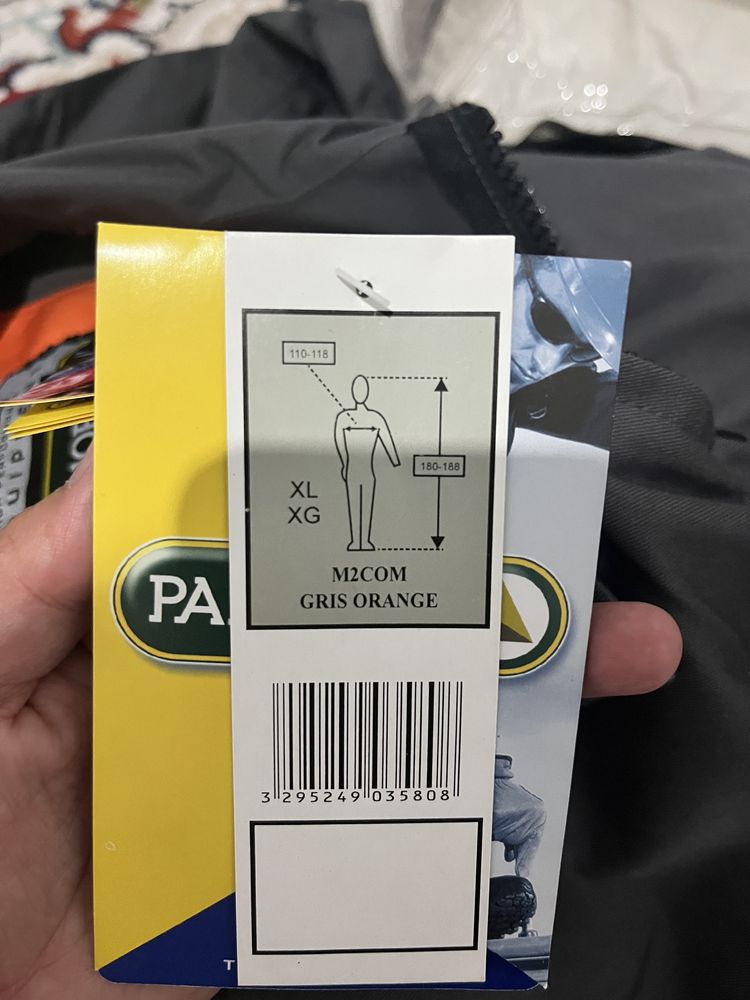 110-118
180-188
XL
XG
M2COM
GRIS ORANGE
PA
3 295249 035808
T